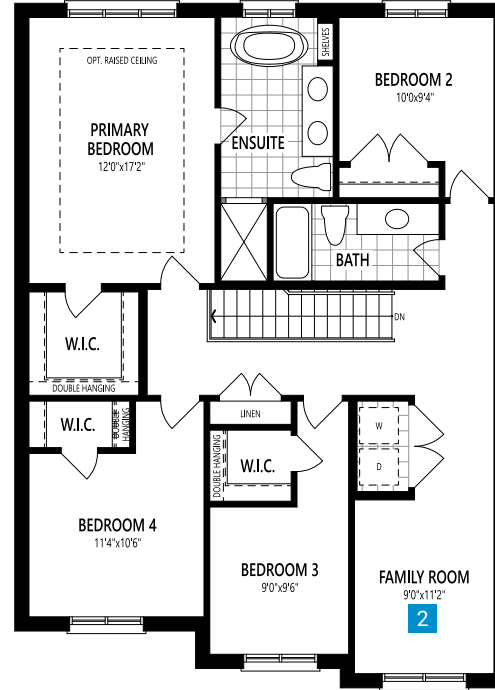 OPT. RAISED CEILING
PRIMARY
BEDROOM
12'0"x17'2"
SHELVES
ENSUITE
BEDROOM 2
10'0x9'4"
BATH
W.I.C.
DOUBLE HANGING
DN
W.I.C.
DOUBLE
HANGING
LINEN
W.I.C.
DOUBLE HANGING
W
D
BEDROOM 4
11'4"x10'6"
BEDROOM 3
9'0"x9'6"
FAMILY ROOM
9'0"x11'2"
2